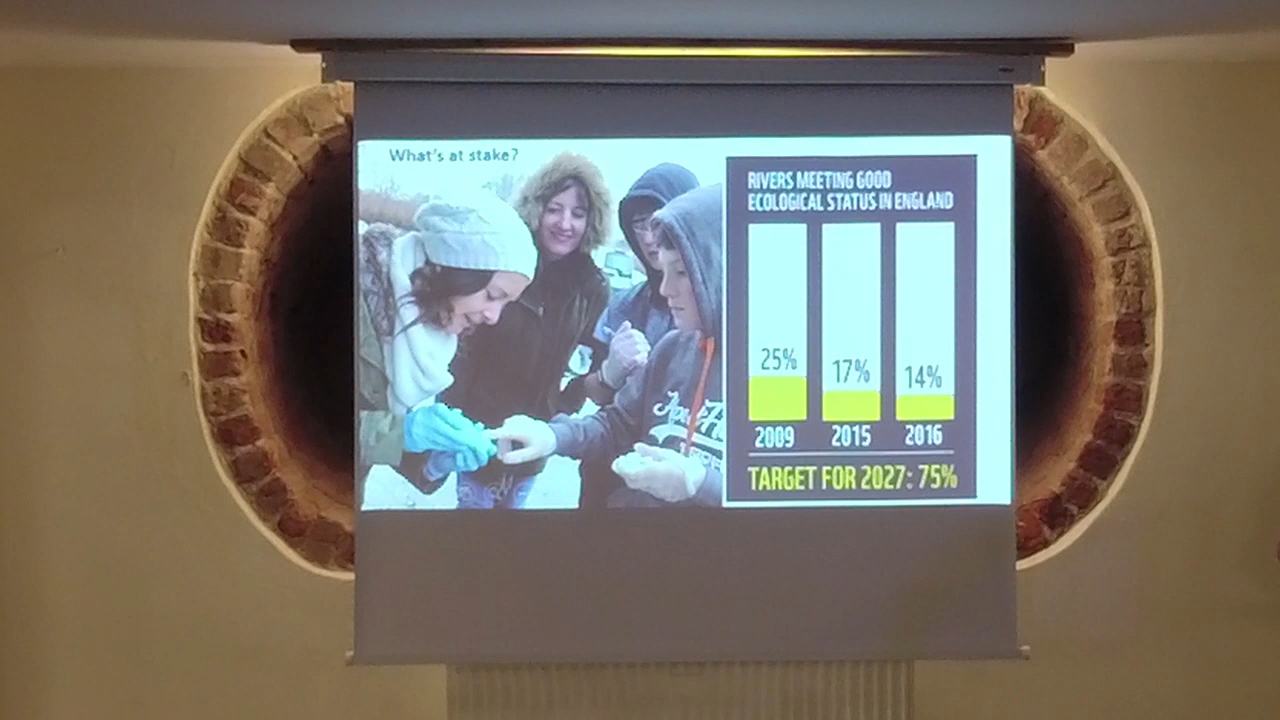 What's at stake?
RIVERS MEETING GOOD
ECOLOGICAL STATUS IN ENGLAND
25%
17%
14%
2009
2015
2016
TARGET FOR 2027: 75%